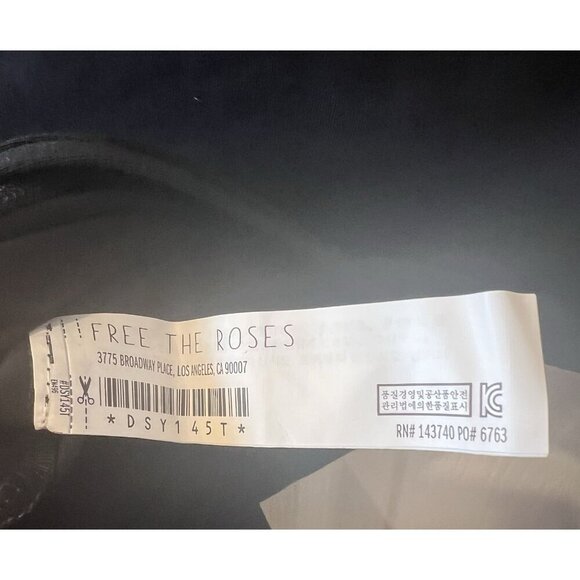 FREE THE ROSES
3775 BROADWAY PLACE, LOS ANGELES, CA 90007
*DSY145T*
품질경영및공산품안전
관리법에의한품질표시
RN# 143740 PO# 6763
#DSY145T